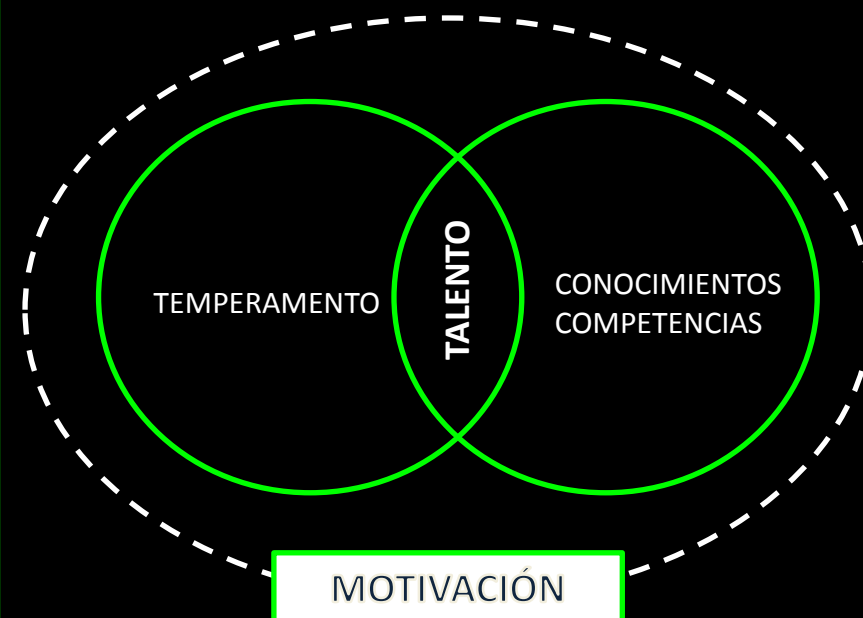 TEMPERAMENTO
TALENTO
CONOCIMIENTOS
COMPETENCIAS
MOTIVACIÓN